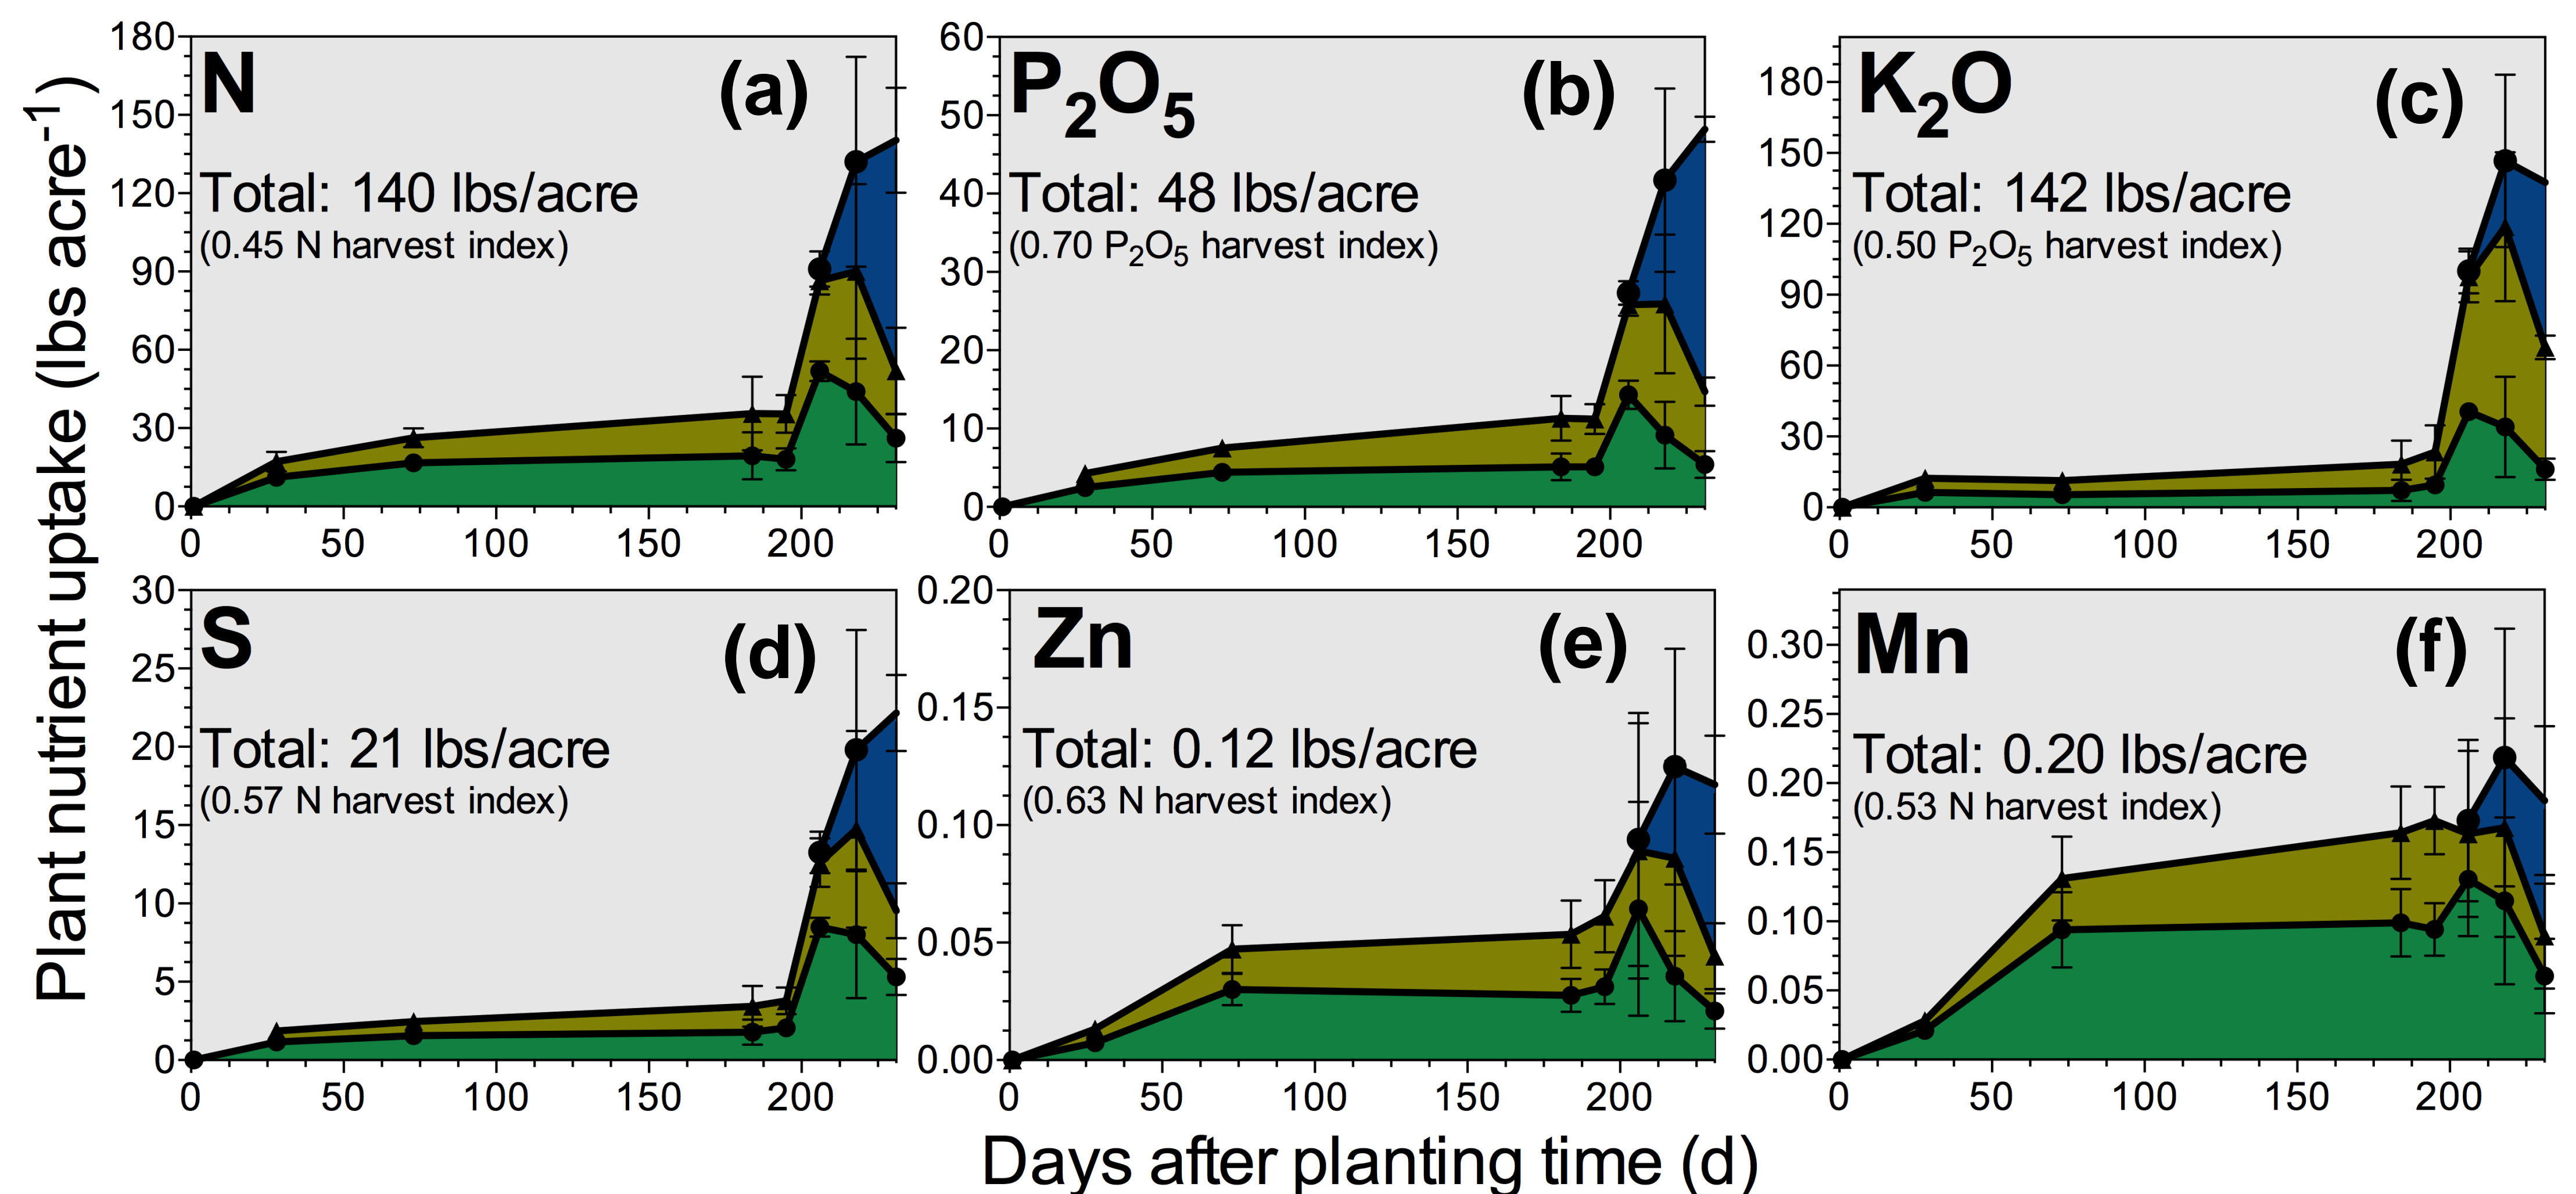 Plant nutrient uptake (lbs acre⁻¹)
N
(a)
Total: 140 lbs/acre
(0.45 N harvest index)
180
150
120
90
60
30
0
0 50 100 150 200
P₂O₅
(b)
Total: 48 lbs/acre
(0.70 P₂O₅ harvest index)
60
50
40
30
20
10
0
0 50 100 150 200
K₂O
(c)
Total: 142 lbs/acre
(0.50 P₂O₅ harvest index)
180
150
120
90
60
30
0
0 50 100 150 200
S
(d)
Total: 21 lbs/acre
(0.57 N harvest index)
30
25
20
15
10
5
0
0 50 100 150 200
Zn
(e)
Total: 0.12 lbs/acre
(0.63 N harvest index)
0.20
0.15
0.10
0.05
0.00
0 50 100 150 200
Mn
(f)
Total: 0.20 lbs/acre
(0.53 N harvest index)
0.30
0.25
0.20
0.15
0.10
0.05
0.00
0 50 100 150 200
Days after planting time (d)